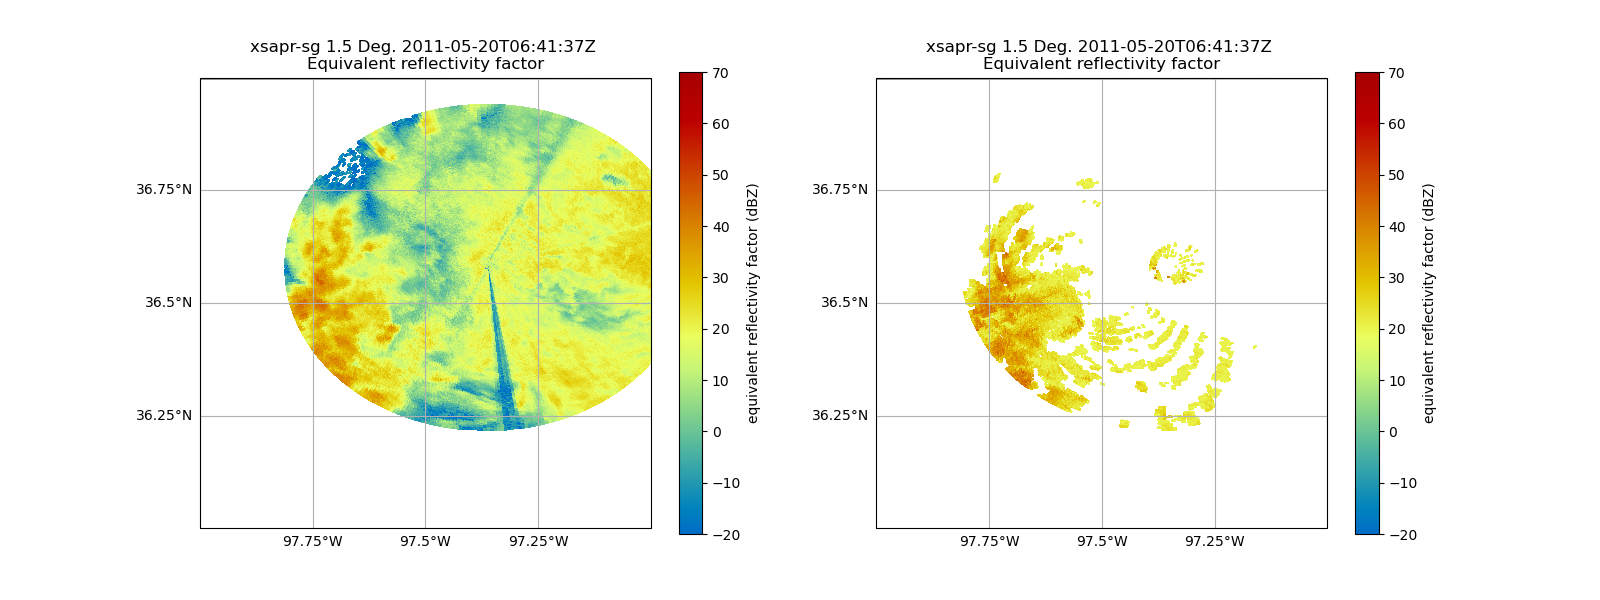 xsapr-sg 1.5 Deg. 2011-05-20T06:41:37Z
Equivalent reflectivity factor
36.75°N
36.5°N
36.25°N
97.75°W
97.5°W
97.25°W
70
60
50
40
30
20
10
0
−10
−20
equivalent reflectivity factor (dBZ)
xsapr-sg 1.5 Deg. 2011-05-20T06:41:37Z
Equivalent reflectivity factor
36.75°N
36.5°N
36.25°N
97.75°W
97.5°W
97.25°W
70
60
50
40
30
20
10
0
−10
−20
equivalent reflectivity factor (dBZ)